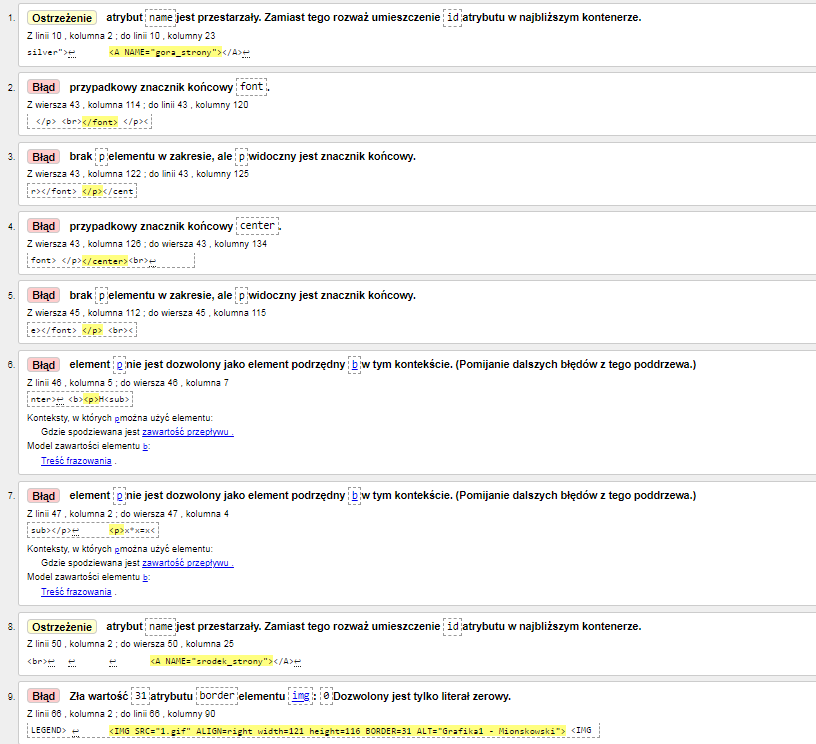 1. Ostrzeżenie atrybut name jest przestarzały. Zamiast tego rozważ umieszczenie id atrybutu w najbliższym kontenerze.
Z linii 10 , kolumna 2 ; do linii 10 , kolumny 23
silver">↩ <A NAME="gora_strony"></A>↩
2. Błąd przypadkowy znacznik końcowy font.
Z wiersza 43 , kolumna 114 ; do linii 43 , kolumny 120
</p> <br></font> </p><
3. Błąd brak p elementu w zakresie, ale p widoczny jest znacznik końcowy.
Z wiersza 43 , kolumna 122 ; do linii 43 , kolumny 125
r></font> </p></cent
4. Błąd przypadkowy znacznik końcowy center.
Z wiersza 43 , kolumna 126 ; do wiersza 43 , kolumny 134
font> </p></center><br>↩
5. Błąd brak p elementu w zakresie, ale p widoczny jest znacznik końcowy.
Z wiersza 45 , kolumna 112 ; do wiersza 45 , kolumny 115
e></font> </p> <br><
6. Błąd element p nie jest dozwolony jako element podrzędny b w tym kontekście. (Pomijanie dalszych błędów z tego poddrzewa.)
Z linii 46 , kolumna 5 ; do wiersza 46 , kolumna 7
nter>↩ <b><p>H<sub>
Konteksty, w których p można użyć elementu:
Gdzie spodziewana jest zawartość przepływu .
Model zawartości elementu b:
Treść frazowania .
7. Błąd element p nie jest dozwolony jako element podrzędny b w tym kontekście. (Pomijanie dalszych błędów z tego poddrzewa.)
Z linii 47 , kolumna 2 ; do wiersza 47 , kolumna 4
sub></p>↩ <p>x*x=x<
Konteksty, w których p można użyć elementu:
Gdzie spodziewana jest zawartość przepływu .
Model zawartości elementu b:
Treść frazowania .
8. Ostrzeżenie atrybut name jest przestarzały. Zamiast tego rozważ umieszczenie id atrybutu w najbliższym kontenerze.
Z linii 50 , kolumna 2 ; do wiersza 50 , kolumna 25
<br>↩ ↩ ↩ <A NAME="srodek_strony"></A>↩
9. Błąd Zła wartość 31 atrybutu border elementu img: 0 Dozwolony jest tylko literał zerowy.
Z linii 66 , kolumna 2 ; do linii 66 , kolumny 90
LEGEND> ↩ <IMG SRC="1.gif" ALIGN=right width=121 height=116 BORDER=31 ALT="Grafika1 - Mionskowski"> <IMG